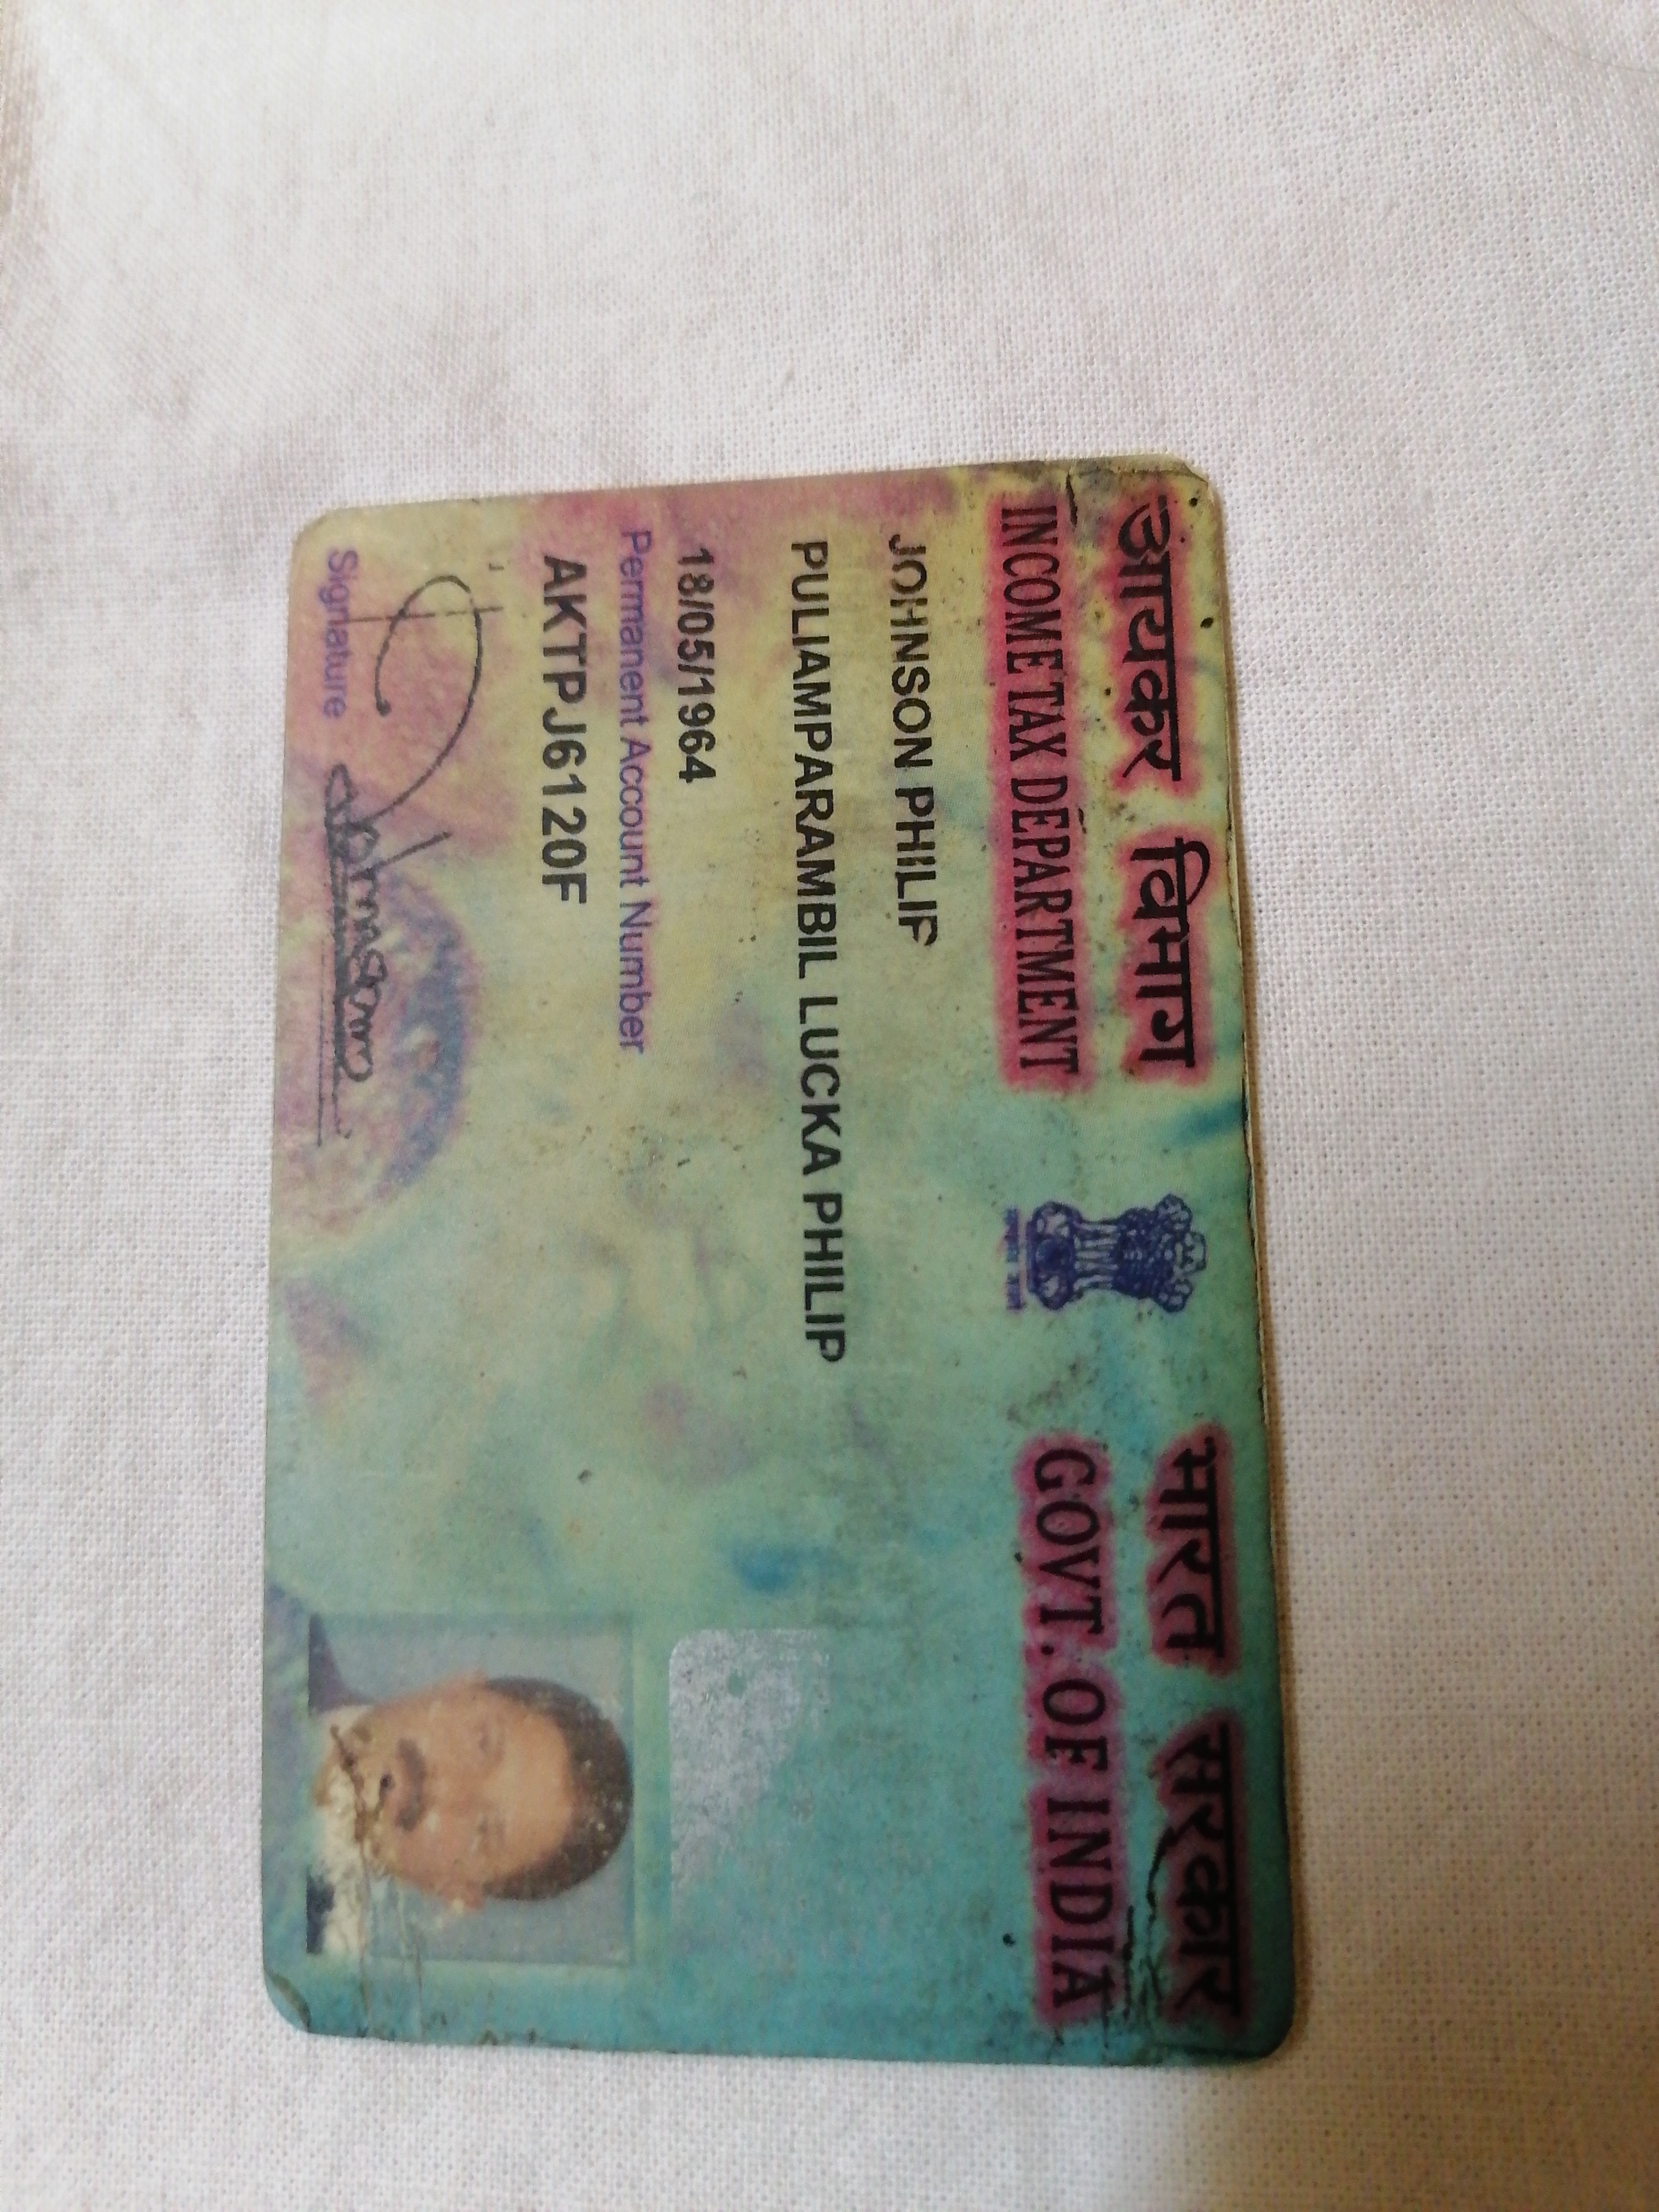 आयकर विभाग
INCOME TAX DEPARTMENT
भारत सरकार
GOVT. OF INDIA
JOHNSON PHILIP
PULIAMPARAMBIL LUCKA PHILIP
18/05/1964
Permanent Account Number
AKTPJ6120F
Johnson
Signature